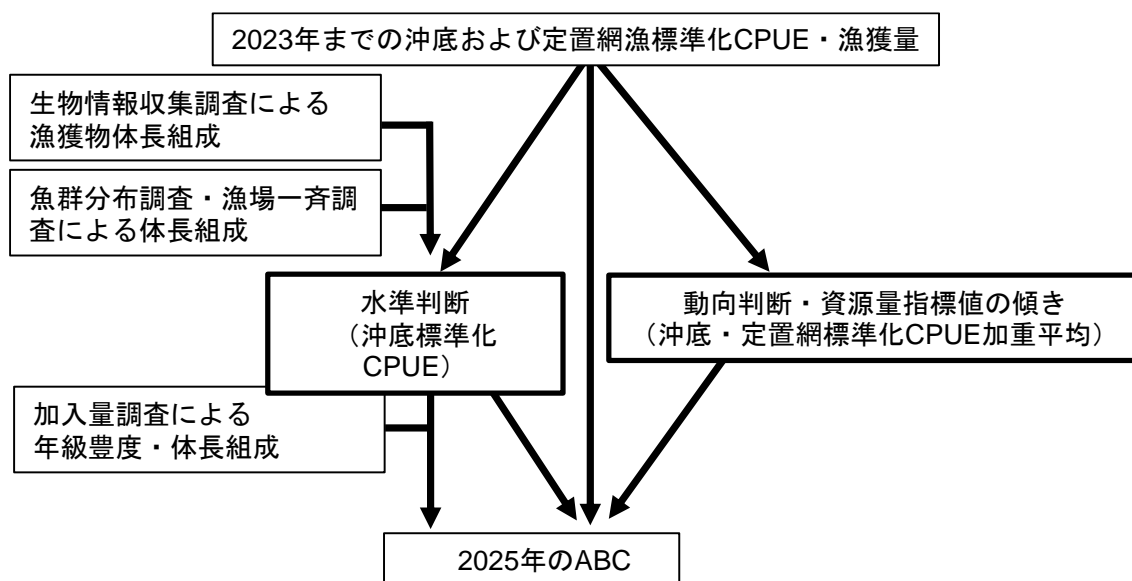 2023年までの沖底および定置網漁標準化CPUE・漁獲量
生物情報収集調査による
漁獲物体長組成
魚群分布調査・漁場一斉調
査による体長組成
水準判断
（沖底標準化
CPUE）
動向判断・資源量指標値の傾き
（沖底・定置網標準化CPUE加重平均）
加入量調査による
年級豊度・体長組成
2025年のABC